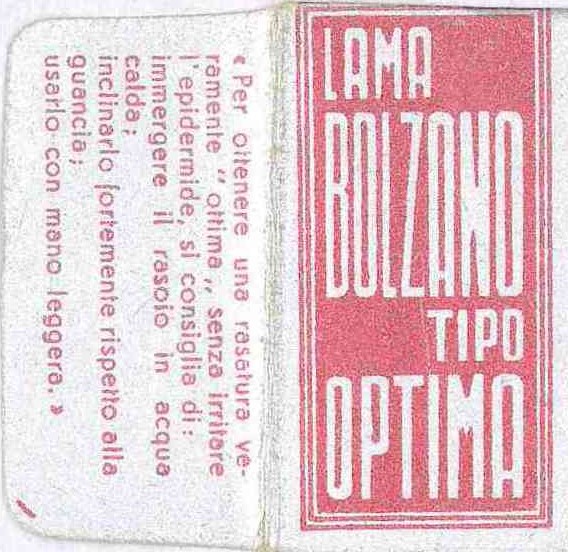 « Per ottenere una rasatura ve-
ramente ,, ottima ,, senza irritare
l'epidermide, si consiglia di :
immergere il rasoio in acqua
calda ;
inclinarlo fortemente rispetto alla
guancia ;
usarlo con mano leggera. »
LAMA
BOLZANO
TIPO
OPTIMA